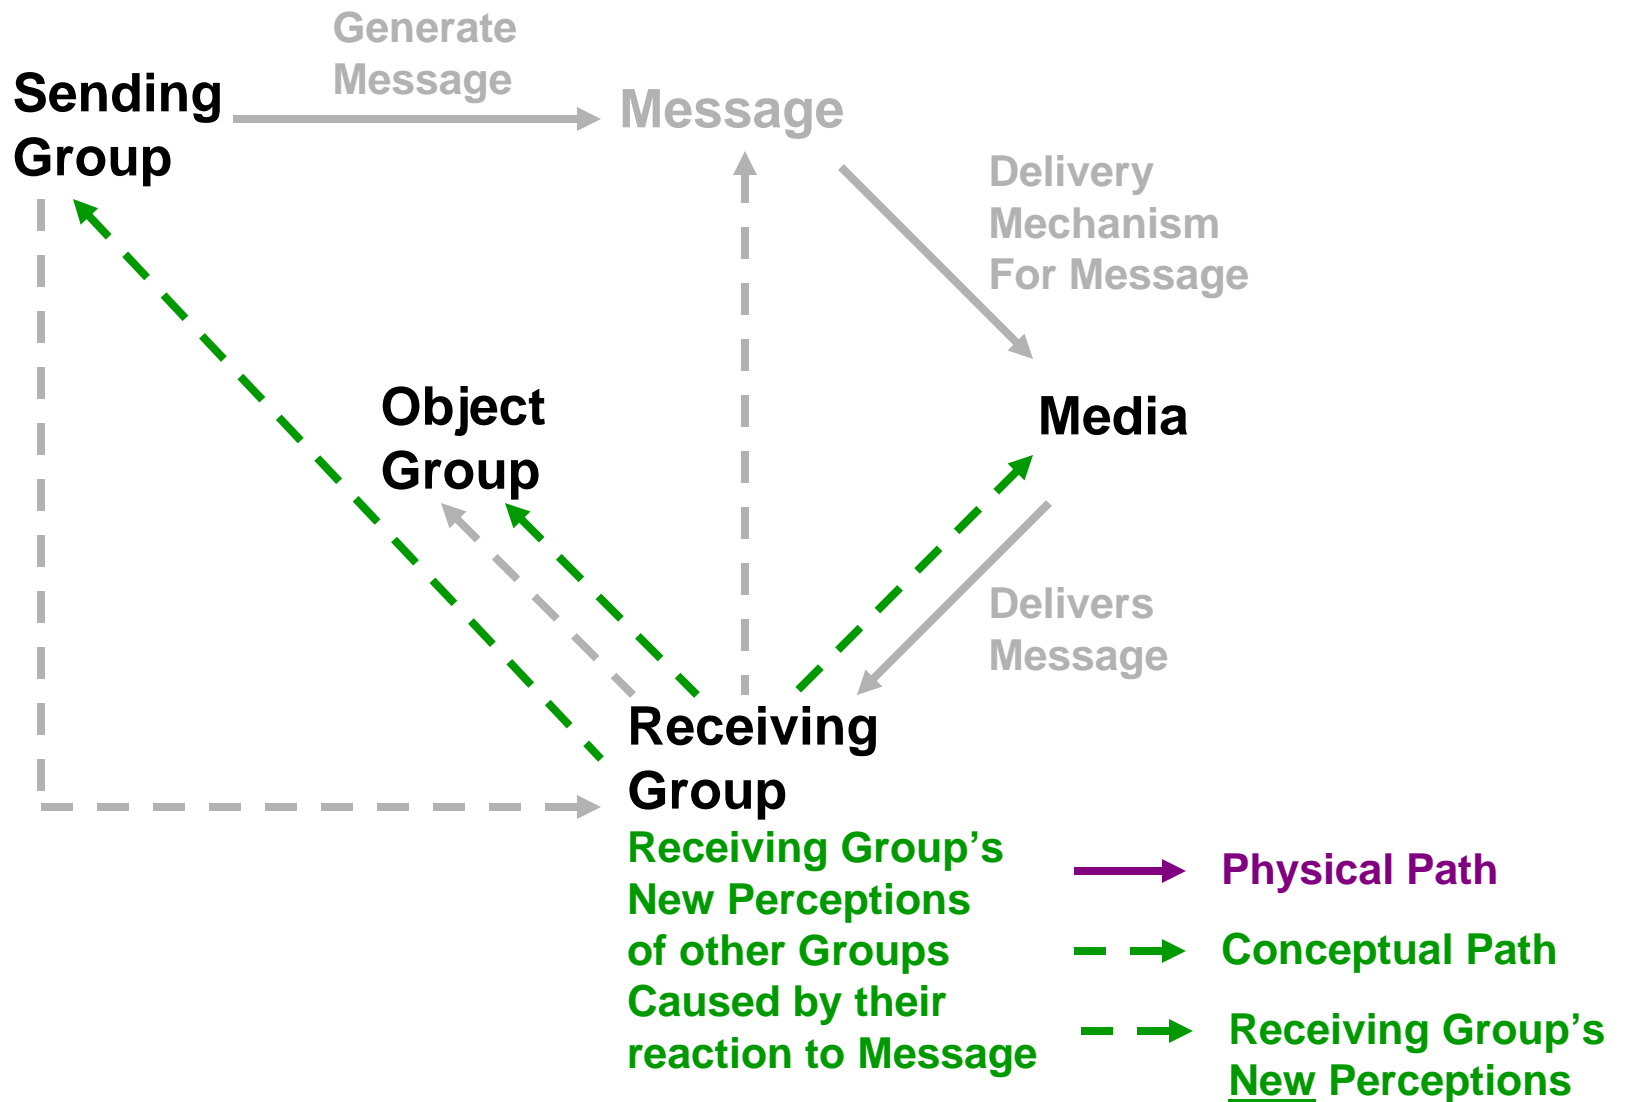 Generate
Message
Sending
Group
Message
Delivery
Mechanism
For Message
Object
Group
Media
Delivers
Message
Receiving
Group
Receiving Group’s
New Perceptions
of other Groups
Caused by their
reaction to Message
Physical Path
Conceptual Path
Receiving Group’s
New Perceptions